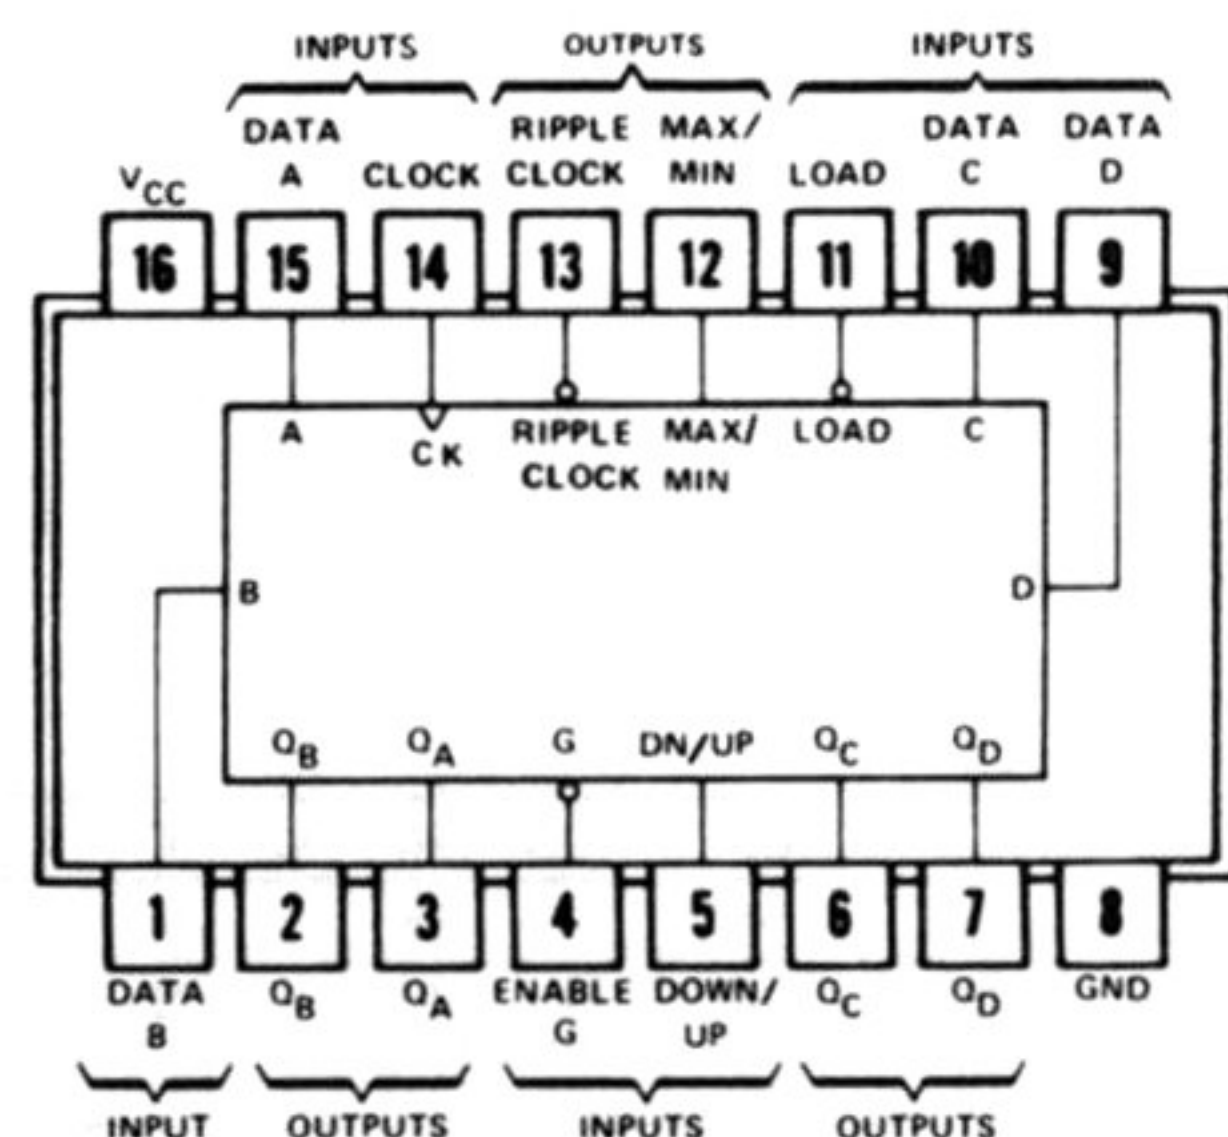 INPUTS OUTPUTS INPUTS
DATA RIPPLE MAX/ DATA DATA
VCC A CLOCK CLOCK MIN LOAD C D
16 15 14 13 12 11 10 9
A CK RIPPLE MAX/ LOAD C
CLOCK MIN
B D
QB QA G DN/UP QC QD
1 2 3 4 5 6 7 8
DATA QB QA ENABLE DOWN/ QC QD GND
B G UP
INPUT OUTPUTS INPUTS OUTPUTS